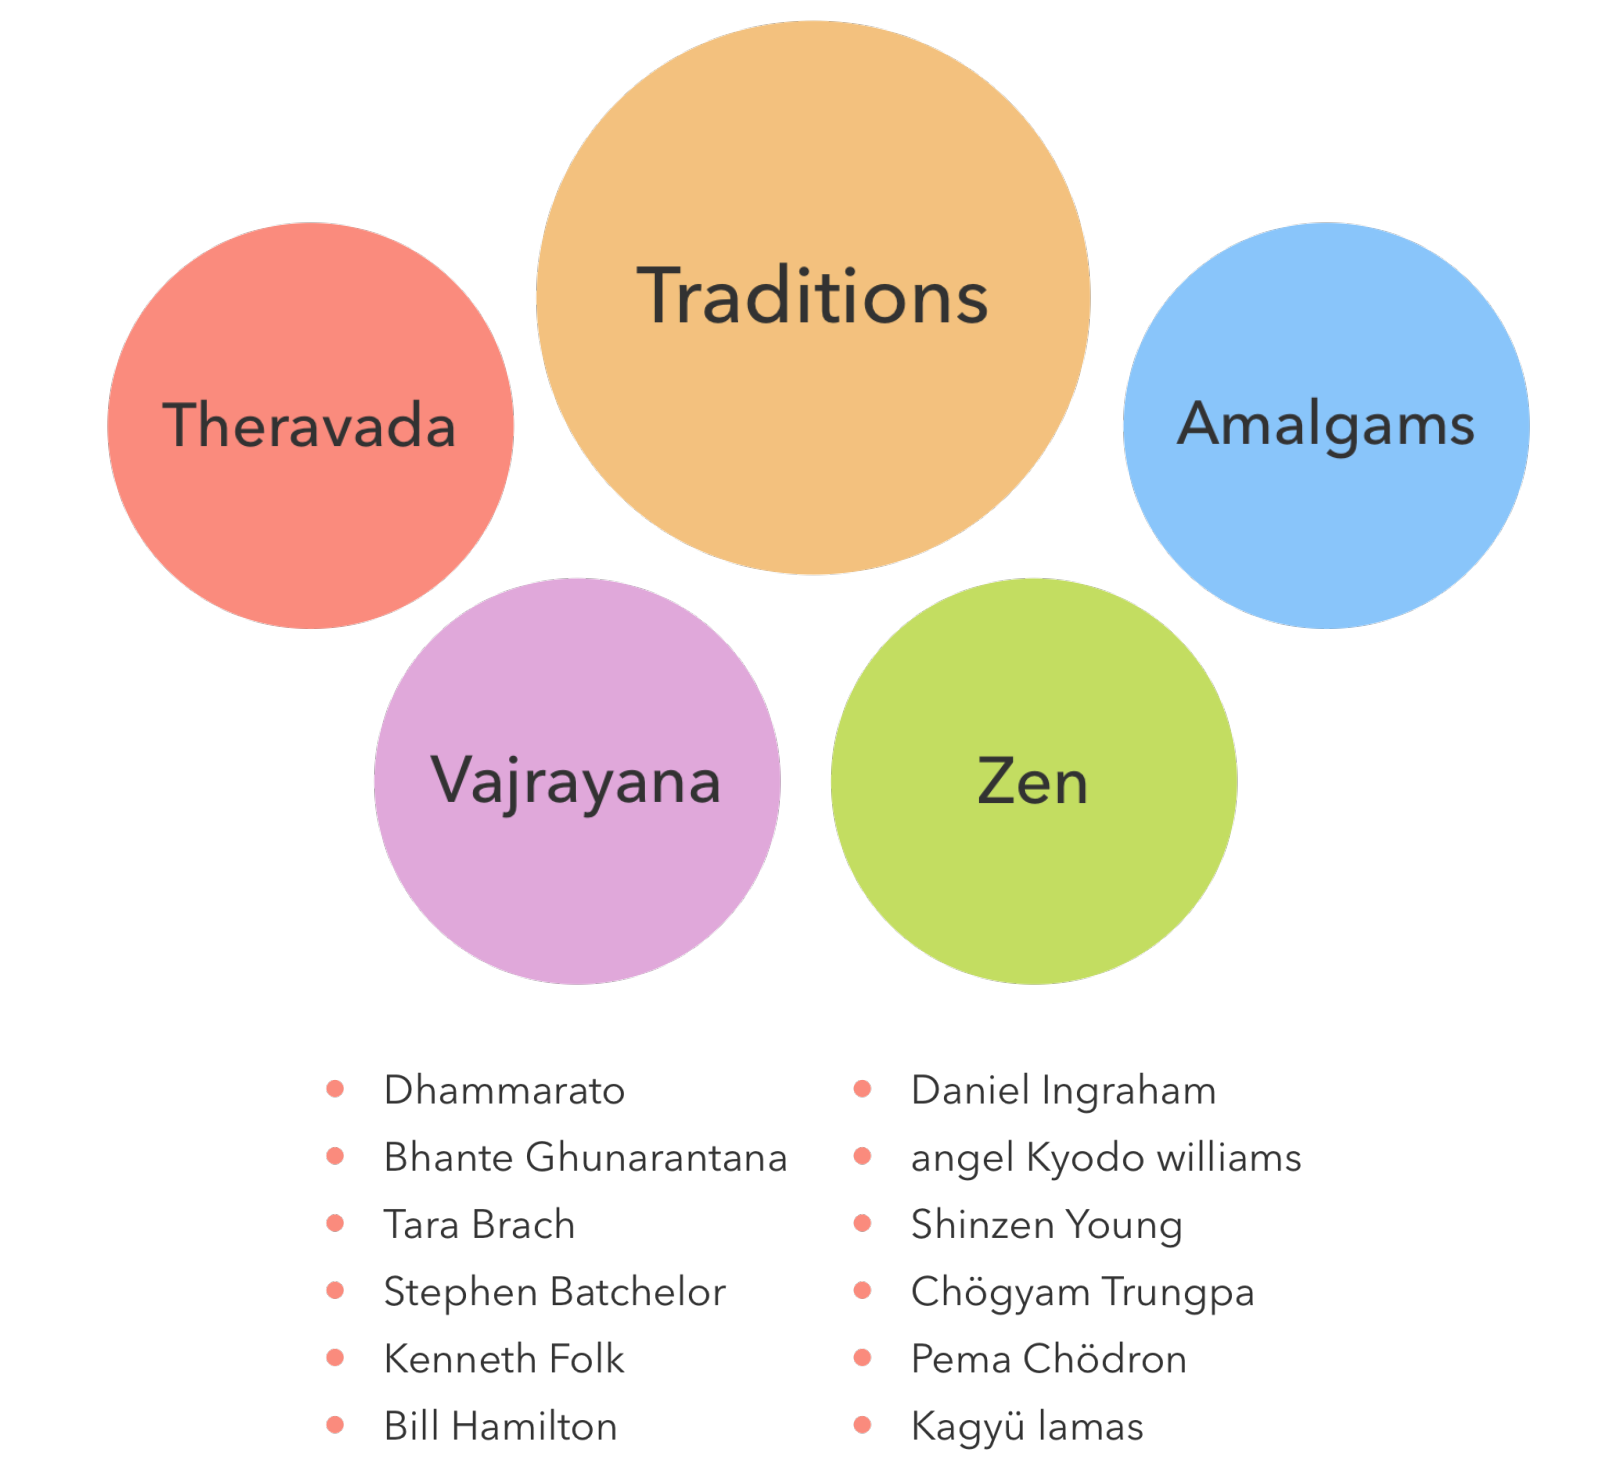 Traditions
Theravada
Amalgams
Vajrayana
Zen
Dhammarato
Bhante Ghunarantana
Tara Brach
Stephen Batchelor
Kenneth Folk
Bill Hamilton
Daniel Ingraham
angel Kyodo williams
Shinzen Young
Chögyam Trungpa
Pema Chödron
Kagyü lamas